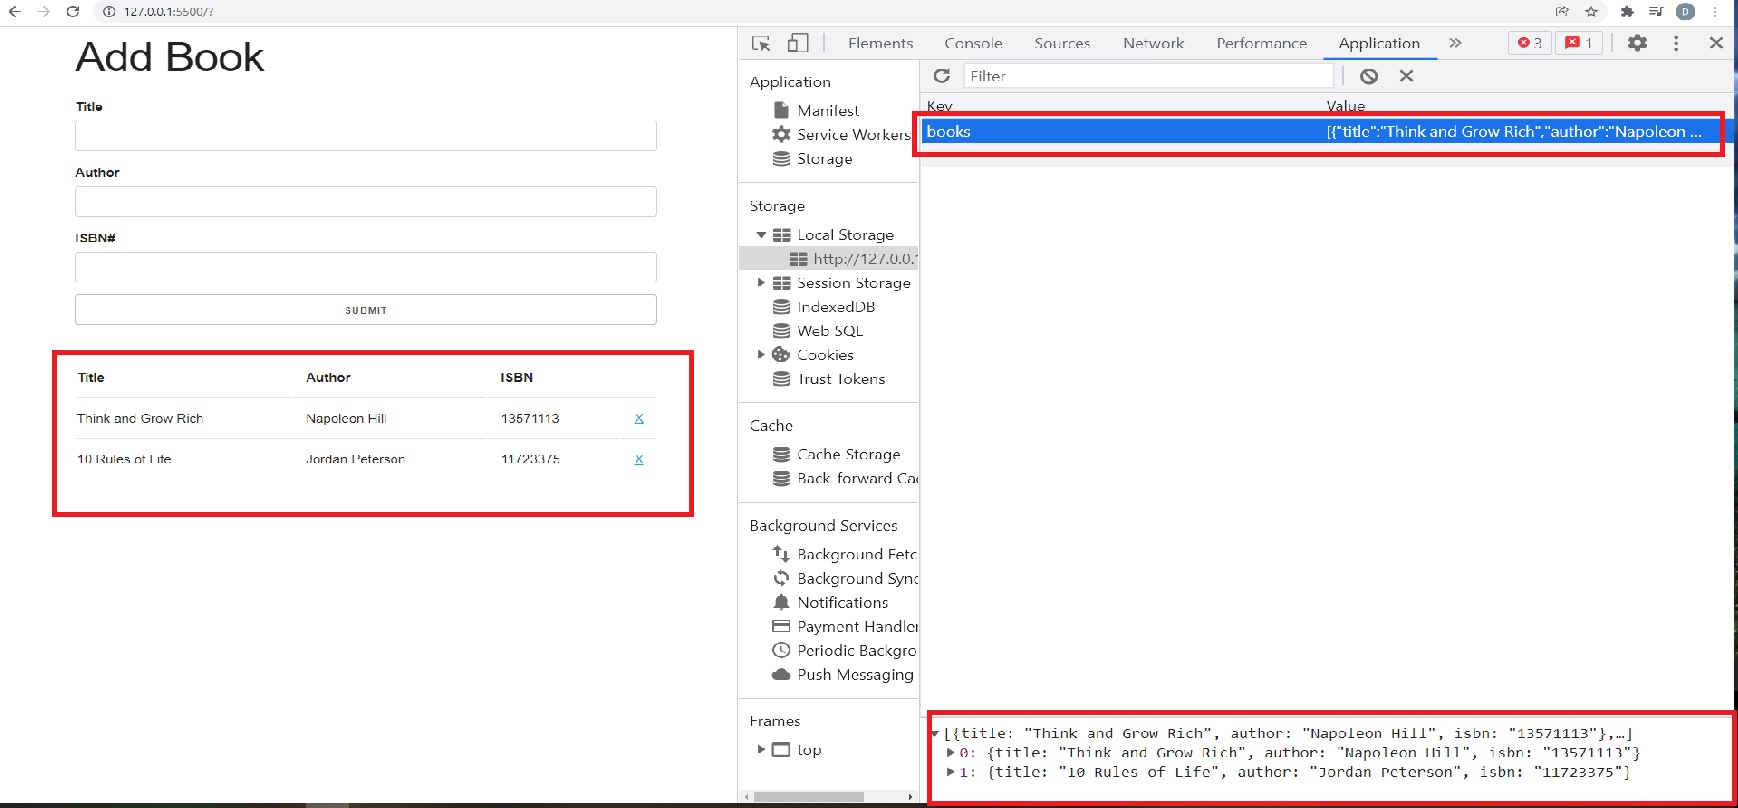 127.0.0.1:5500/?
D
Add Book
Title
Author
ISBN#
SUBMIT
Title Author ISBN
Think and Grow Rich Napoleon Hill 13571113 X
10 Rules of Life Jordan Peterson 11723375 X
Elements Console Sources Network Performance Application 3 1
Application
Manifest
Service Workers
Storage
Storage
Local Storage
http://127.0.0.1
Session Storage
IndexedDB
Web SQL
Cookies
Trust Tokens
Cache
Cache Storage
Back-forward Cac
Background Services
Background Fetc
Background Sync
Notifications
Payment Handler
Periodic Backgro
Push Messaging
Frames
top
Filter
Key Value
books [{"title":"Think and Grow Rich","author":"Napoleon ...
[{title: "Think and Grow Rich", author: "Napoleon Hill", isbn: "13571113"},…]
0: {title: "Think and Grow Rich", author: "Napoleon Hill", isbn: "13571113"}
1: {title: "10 Rules of Life", author: "Jordan Peterson", isbn: "11723375"}